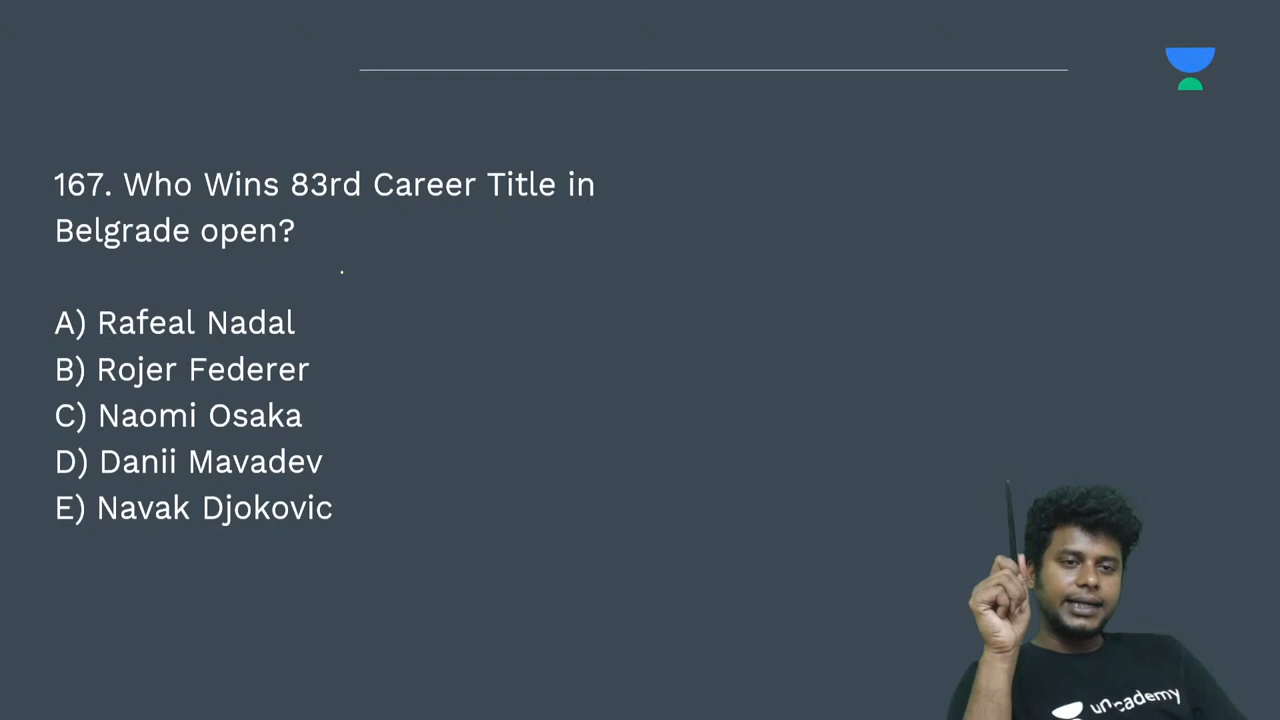 167. Who Wins 83rd Career Title in
Belgrade open?
A) Rafeal Nadal
B) Rojer Federer
C) Naomi Osaka
D) Danii Mavadev
E) Navak Djokovic
unacademy